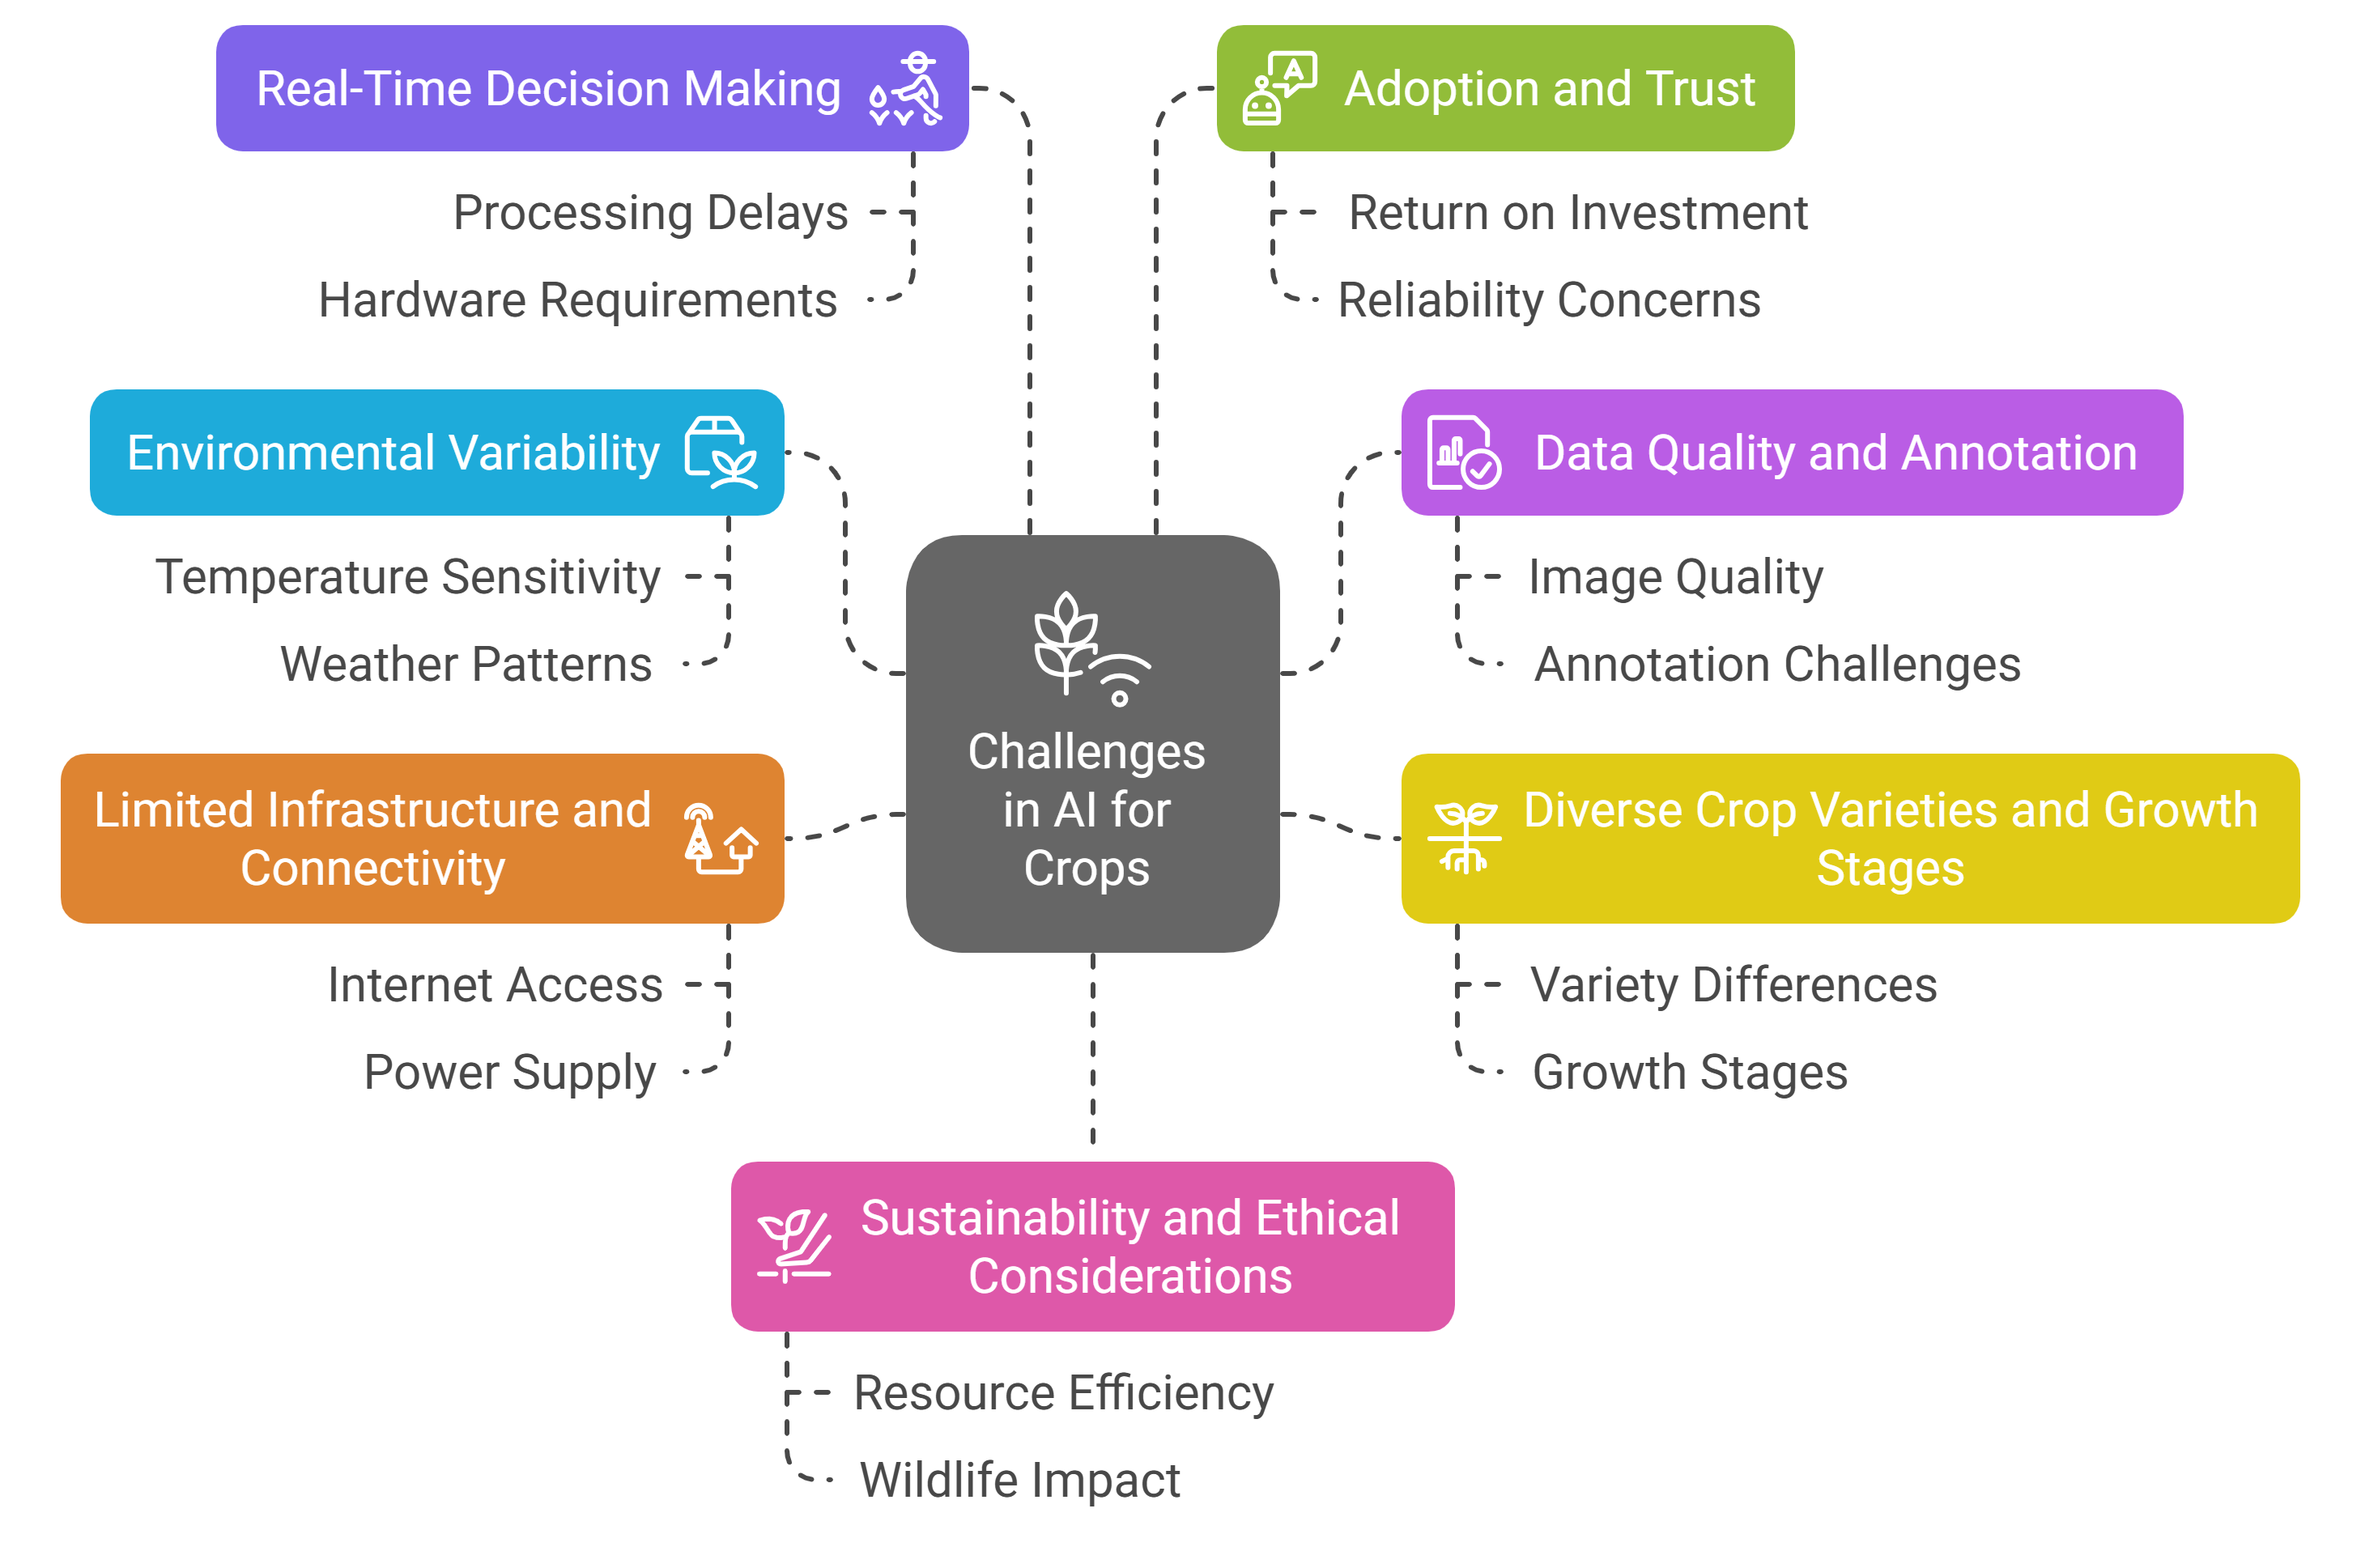 Real-Time Decision Making
Processing Delays
Hardware Requirements
Adoption and Trust
Return on Investment
Reliability Concerns
Environmental Variability
Temperature Sensitivity
Weather Patterns
Data Quality and Annotation
Image Quality
Annotation Challenges
Challenges
in AI for
Crops
Limited Infrastructure and
Connectivity
Internet Access
Power Supply
Diverse Crop Varieties and Growth
Stages
Variety Differences
Growth Stages
Sustainability and Ethical
Considerations
Resource Efficiency
Wildlife Impact